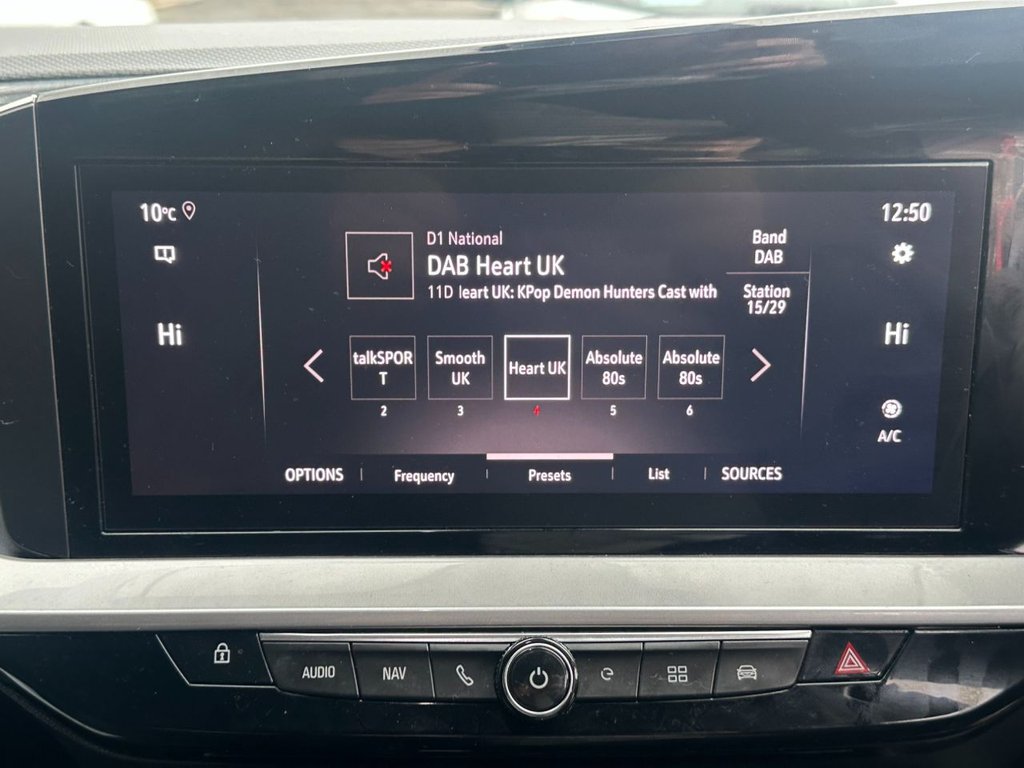 10°C
12:50
D1 National
DAB Heart UK
11D leart UK: KPop Demon Hunters Cast with
Band
DAB
Station
15/29
Hi
Hi
talkSPOR
T
Smooth
UK
Heart UK
Absolute
80s
Absolute
80s
2
3
4
5
6
A/C
OPTIONS
Frequency
Presets
List
SOURCES
AUDIO
NAV
e